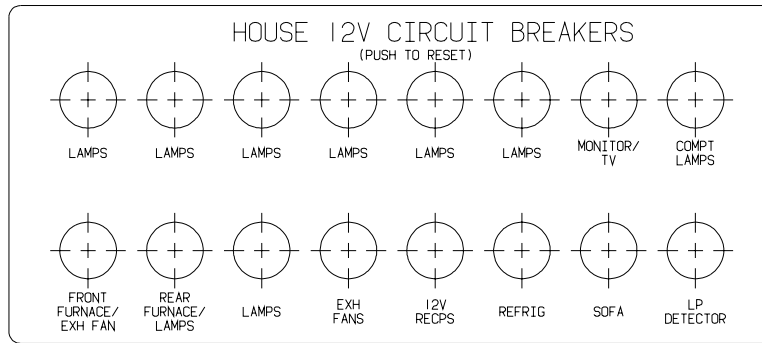 HOUSE 12V CIRCUIT BREAKERS
(PUSH TO RESET)
LAMPS LAMPS LAMPS LAMPS LAMPS LAMPS MONITOR/ COMPT
TV LAMPS
FRONT REAR LAMPS EXH 12V REFRIG SOFA LP
FURNACE/ FURNACE/ FANS RECPS DETECTOR
EXH FAN LAMPS